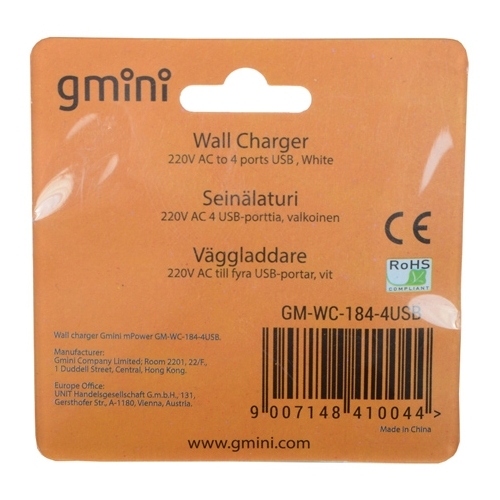 gmini
Wall Charger
220V AC to 4 ports USB , White
Seinälaturi
220V AC 4 USB-porttia, valkoinen
Väggladdare
220V AC till fyra USB-portar, vit
CE
RoHS
COMPLIANT
GM-WC-184-4USB
Wall charger Gmini mPower GM-WC-184-4USB.
Manufacturer:
Gmini Company Limited; Room 2201, 22/F.,
1 Duddell Street, Central, Hong Kong.
Europe Office:
UNIT Handelsgesellschaft G.m.b.H., 131,
Gersthofer St., A-1180, Vienna, Austria.
9 007148 410044 >
Made in China
www.gmini.com